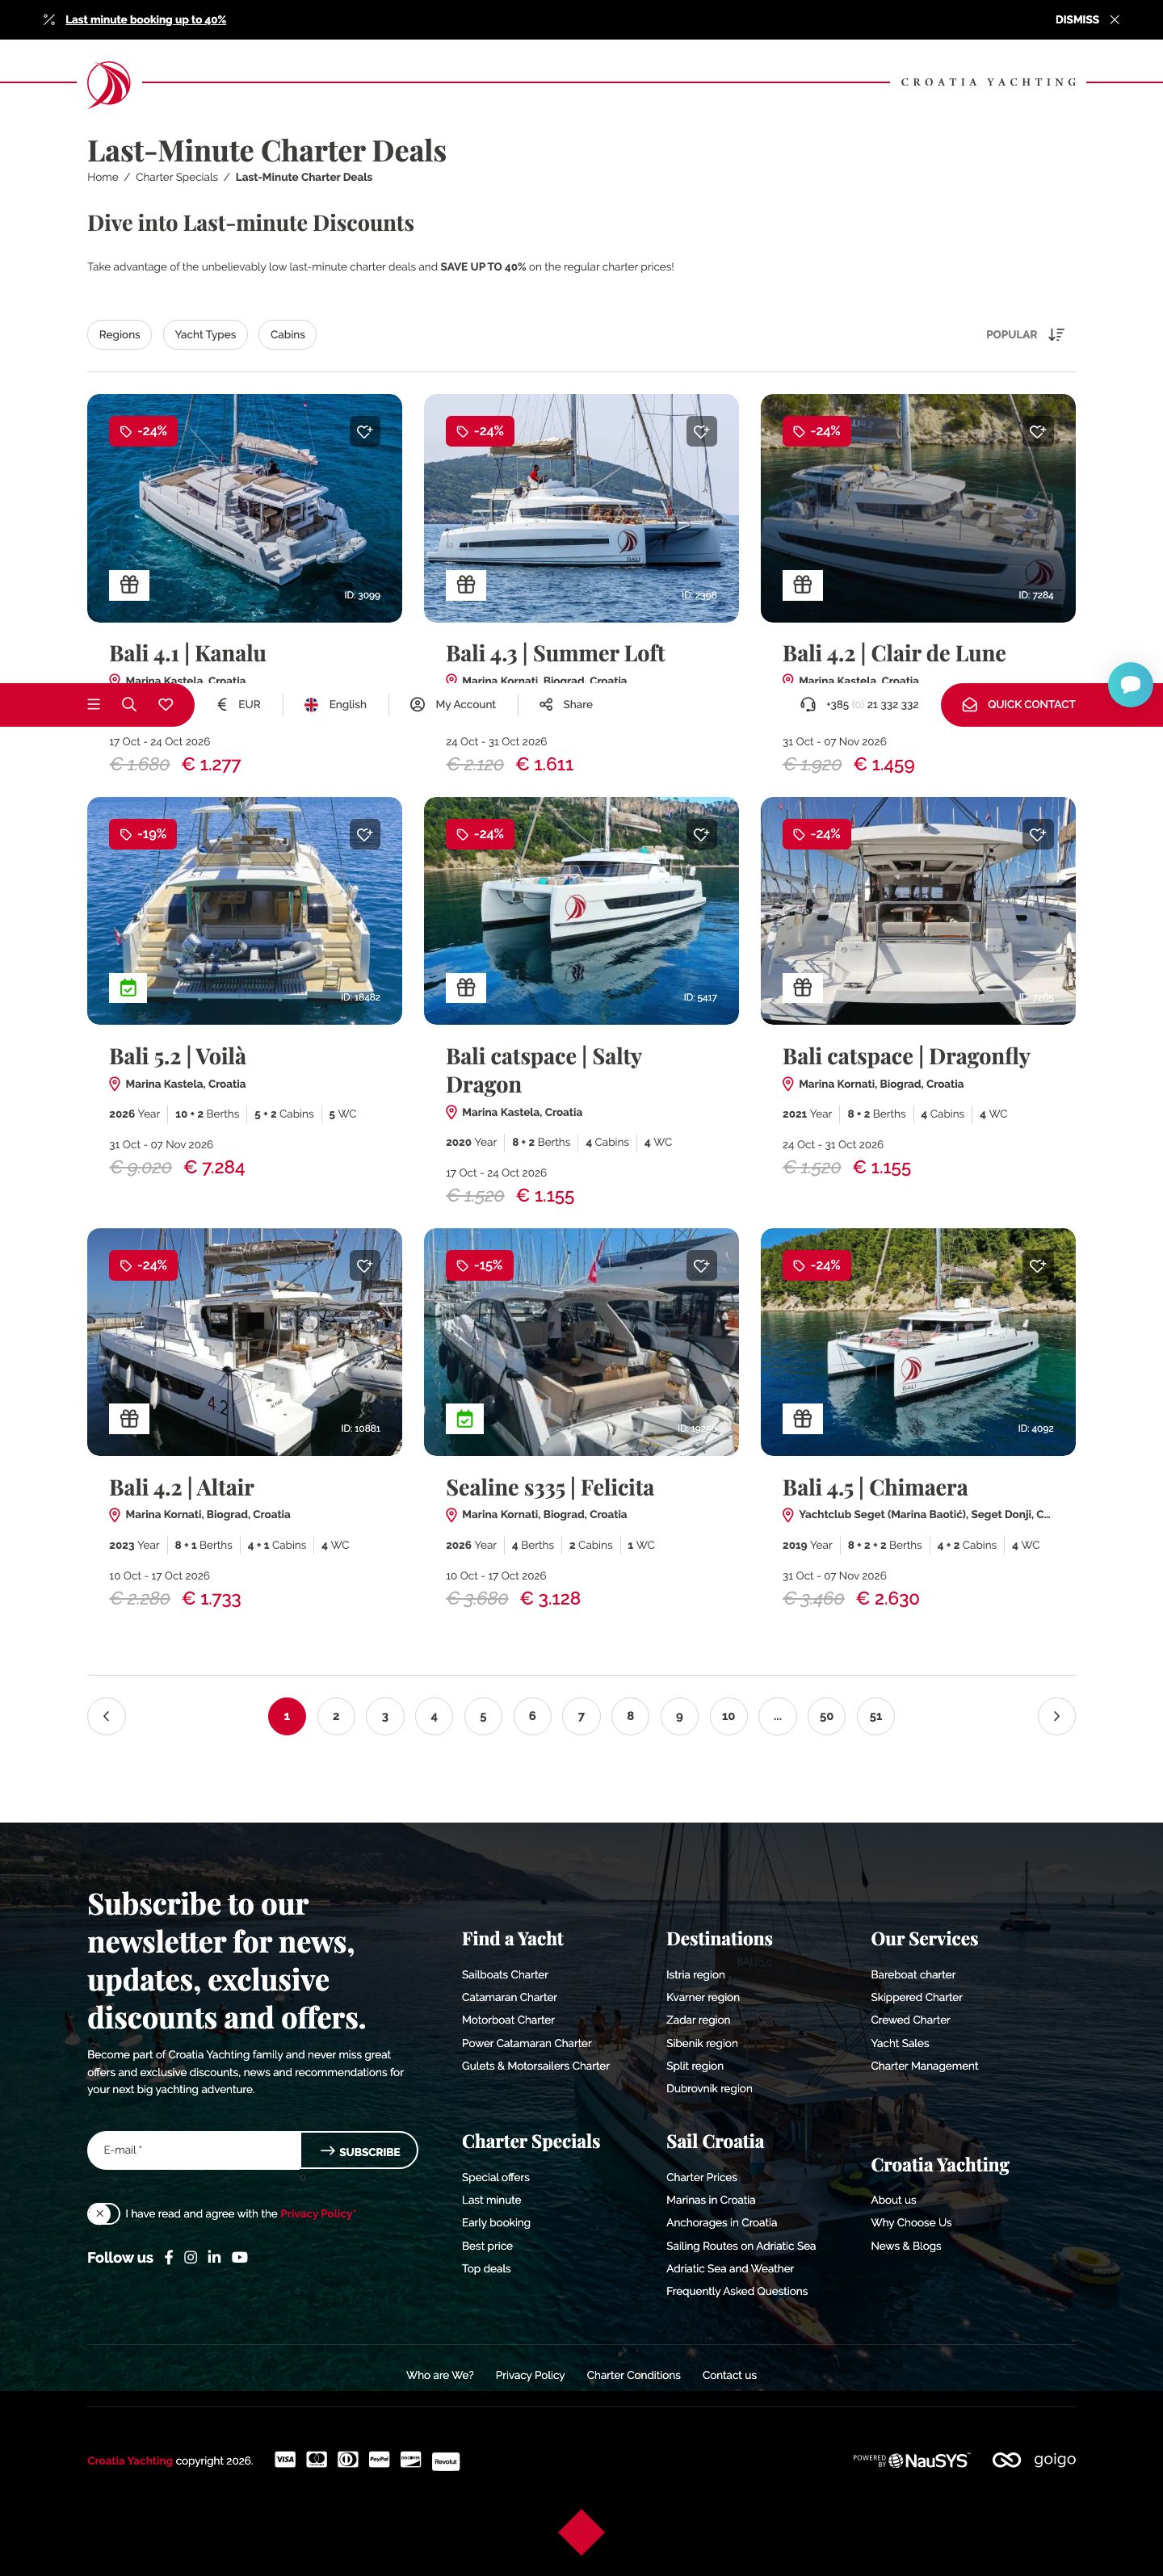 Last minute booking up to 40%
DISMISS
CROATIA YACHTING
Last-Minute Charter Deals
Home / Charter Specials / Last-Minute Charter Deals
Dive into Last-minute Discounts
Take advantage of the unbelievably low last-minute charter deals and SAVE UP TO 40% on the regular charter prices!
Regions
Yacht Types
Cabins
POPULAR
-24%
ID: 3099
Bali 4.1 | Kanalu
Marina Kastela, Croatia
17 Oct - 24 Oct 2026
€ 1.680 € 1.277
-24%
BALI
ID: 2398
Bali 4.3 | Summer Loft
Marina Kornati, Biograd, Croatia
24 Oct - 31 Oct 2026
€ 2.120 € 1.611
-24%
ID: 7284
Bali 4.2 | Clair de Lune
Marina Kastela, Croatia
31 Oct - 07 Nov 2026
€ 1.920 € 1.459
EUR
English
My Account
Share
+385 (0) 21 332 332
QUICK CONTACT
-19%
ID: 18482
Bali 5.2 | Voilà
Marina Kastela, Croatia
2026 Year 10 + 2 Berths 5 + 2 Cabins 5 WC
31 Oct - 07 Nov 2026
€ 9.020 € 7.284
-24%
ID: 5417
Bali catspace | Salty
Dragon
Marina Kastela, Croatia
2020 Year 8 + 2 Berths 4 Cabins 4 WC
17 Oct - 24 Oct 2026
€ 1.520 € 1.155
-24%
Bali catspace | Dragonfly
Marina Kornati, Biograd, Croatia
2021 Year 8 + 2 Berths 4 Cabins 4 WC
24 Oct - 31 Oct 2026
€ 1.520 € 1.155
-24%
4.2
ID: 10881
Bali 4.2 | Altair
Marina Kornati, Biograd, Croatia
2023 Year 8 + 1 Berths 4 + 1 Cabins 4 WC
10 Oct - 17 Oct 2026
€ 2.280 € 1.733
-15%
Sealine s335 | Felicita
Marina Kornati, Biograd, Croatia
2026 Year 4 Berths 2 Cabins 1 WC
10 Oct - 17 Oct 2026
€ 3.680 € 3.128
-24%
BALI
ID: 4092
Bali 4.5 | Chimaera
Yachtclub Seget (Marina Baotić), Seget Donji, C...
2019 Year 8 + 2 + 2 Berths 4 + 2 Cabins 4 WC
31 Oct - 07 Nov 2026
€ 3.460 € 2.630
1 2 3 4 5 6 7 8 9 10 ... 50 51
Subscribe to our
newsletter for news,
updates, exclusive
discounts and offers.
Become part of Croatia Yachting family and never miss great
offers and exclusive discounts, news and recommendations for
your next big yachting adventure.
E-mail *
SUBSCRIBE
I have read and agree with the Privacy Policy*
Follow us
Find a Yacht
Sailboats Charter
Catamaran Charter
Motorboat Charter
Power Catamaran Charter
Gulets & Motorsailers Charter
Destinations
Istria region
Kvarner region
Zadar region
Sibenik region
Split region
Dubrovnik region
Our Services
Bareboat charter
Skippered Charter
Crewed Charter
Yacht Sales
Charter Management
Charter Specials
Special offers
Last minute
Early booking
Best price
Top deals
Sail Croatia
Charter Prices
Marinas in Croatia
Anchorages in Croatia
Sailing Routes on Adriatic Sea
Adriatic Sea and Weather
Frequently Asked Questions
Croatia Yachting
About us
Why Choose Us
News & Blogs
Who are We?
Privacy Policy
Charter Conditions
Contact us
Croatia Yachting copyright 2026.
VISA
PayPal
DISCOVER
Revolut
POWERED BY NauSYS
goigo